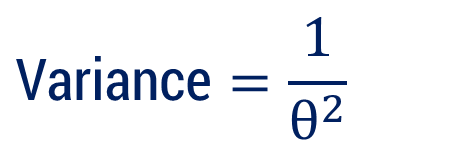 Variance = 1/θ²